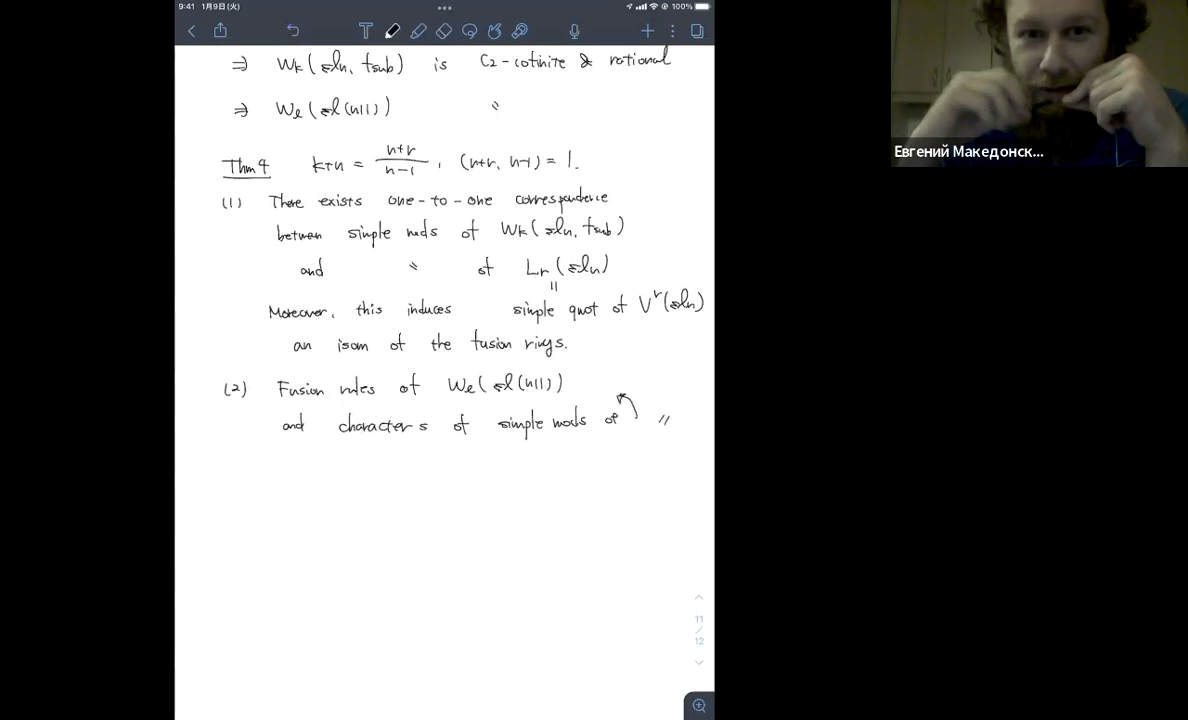 9:41 1月9日(火)
100%
⇒ Wk(sln, fsub) is C2-cofinite & rational
⇒ Wℓ(sl(n|1)) 〃
Thm 4 k+n = (n+r)/(n-1), (n+r, n-1) = 1.
(1) There exists one-to-one correspondence
between simple mods of Wk(sln, fsub)
and 〃 of Lr(sln)
||
Moreover, this induces simple quot of V^r(sln)
an isom of the fusion rings.
(2) Fusion rules of Wℓ(sl(n|1))
and characters of simple mods of 〃
11
/
12
Евгений Македонск...